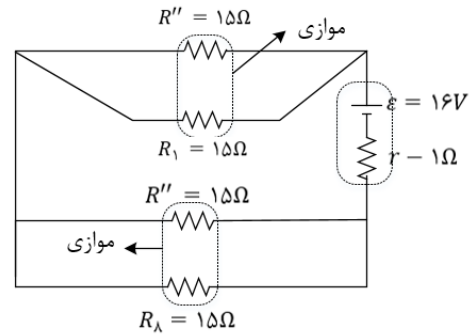 R'' = ۱۵Ω
موازی
R۱ = ۱۵Ω
ε = ۱۶V
r − ۱Ω
R'' = ۱۵Ω
موازی
R۸ = ۱۵Ω